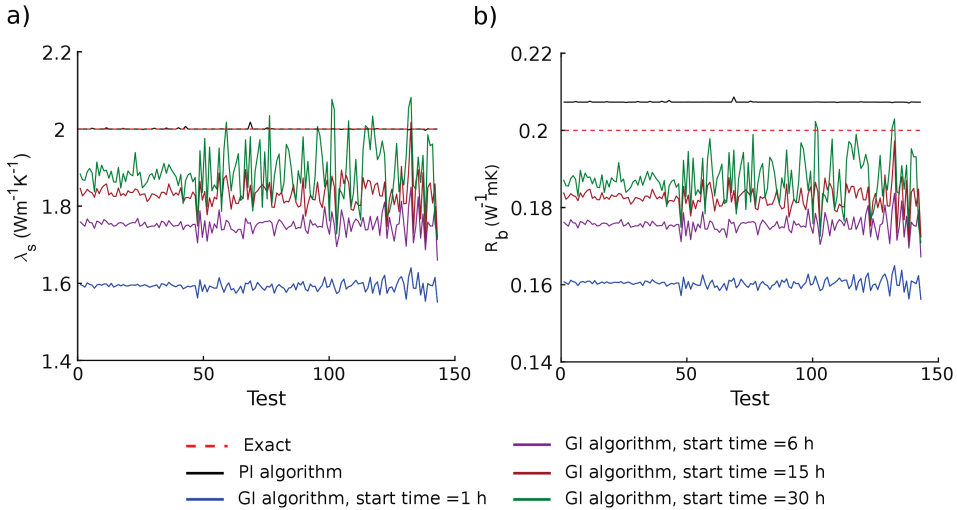 a)
2.2
2
1.8
1.6
1.4
λs (Wm-1K-1)
0
50
100
150
Test
b)
0.22
0.2
0.18
0.16
0.14
Rb (W-1mK)
0
50
100
150
Test
Exact
PI algorithm
GI algorithm, start time =1 h
GI algorithm, start time =6 h
GI algorithm, start time =15 h
GI algorithm, start time =30 h